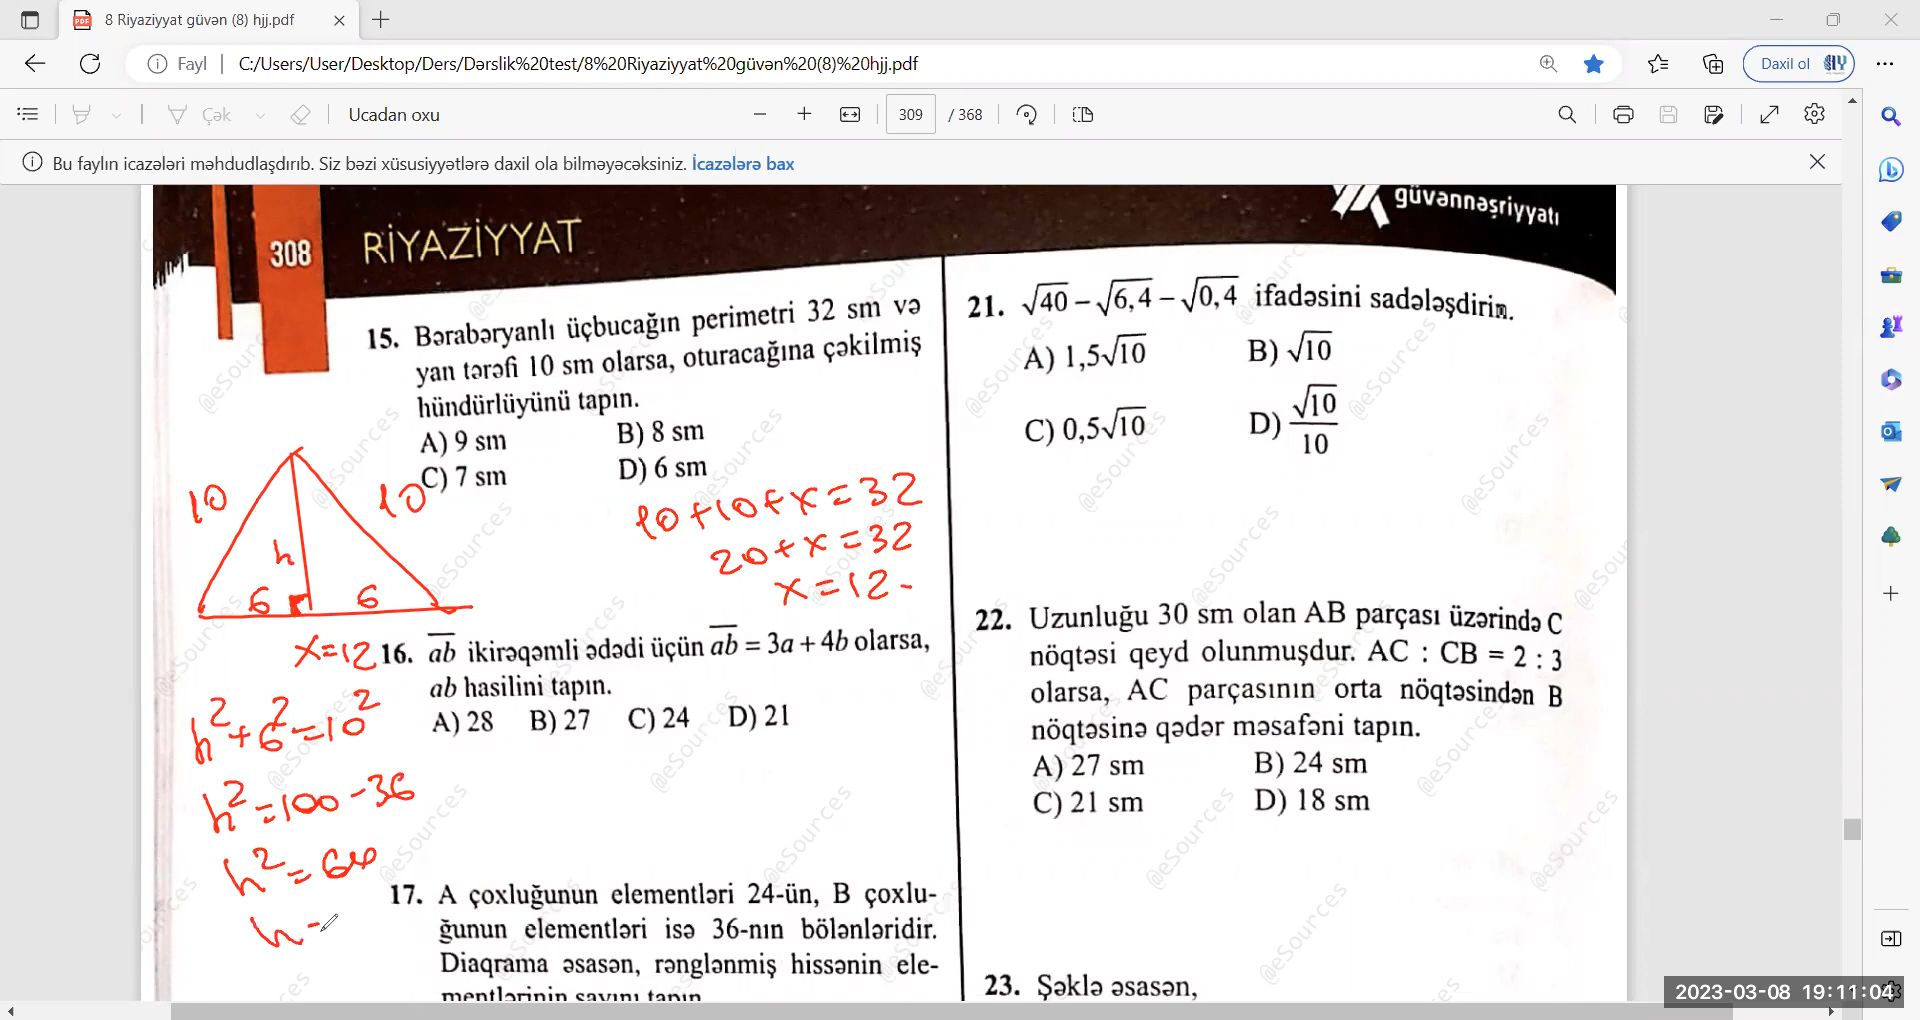 8 Riyaziyyat güvən (8) hjj.pdf
Fayl
C:/Users/User/Desktop/Ders/Dərslik%20test/8%20Riyaziyyat%20güvən%20(8)%20hjj.pdf
Daxil ol
Çək
Ucadan oxu
309 / 368
Bu faylın icazələri məhdudlaşdırıb. Siz bəzi xüsusiyyətlərə daxil ola bilməyəcəksiniz. İcazələrə bax
308 RİYAZİYYAT
güvənnəşriyyatı
15. Bərabəryanlı üçbucağın perimetri 32 sm və
yan tərəfi 10 sm olarsa, oturacağına çəkilmiş
hündürlüyünü tapın.
A) 9 sm B) 8 sm
C) 7 sm D) 6 sm
10 10
h
6 6
x=12
10+10+x=32
20+x=32
x=12
h²+6²=10²
h²=100-36
h²=64
h=
16. a̅b̅ ikirəqəmli ədədi üçün a̅b̅ = 3a + 4b olarsa,
ab hasilini tapın.
A) 28 B) 27 C) 24 D) 21
17. A çoxluğunun elementləri 24-ün, B çoxlu-
ğunun elementləri isə 36-nın bölənləridir.
Diaqrama əsasən, rənglənmiş hissənin ele-
mentlərinin sayını tapın
21. √40 − √6,4 − √0,4 ifadəsini sadələşdirin.
A) 1,5√10 B) √10
C) 0,5√10 D) √10/10
22. Uzunluğu 30 sm olan AB parçası üzərində C
nöqtəsi qeyd olunmuşdur. AC : CB = 2 : 3
olarsa, AC parçasının orta nöqtəsindən B
nöqtəsinə qədər məsafəni tapın.
A) 27 sm B) 24 sm
C) 21 sm D) 18 sm
23. Şəklə əsasən,
@eSources
2023-03-08 19:11:04